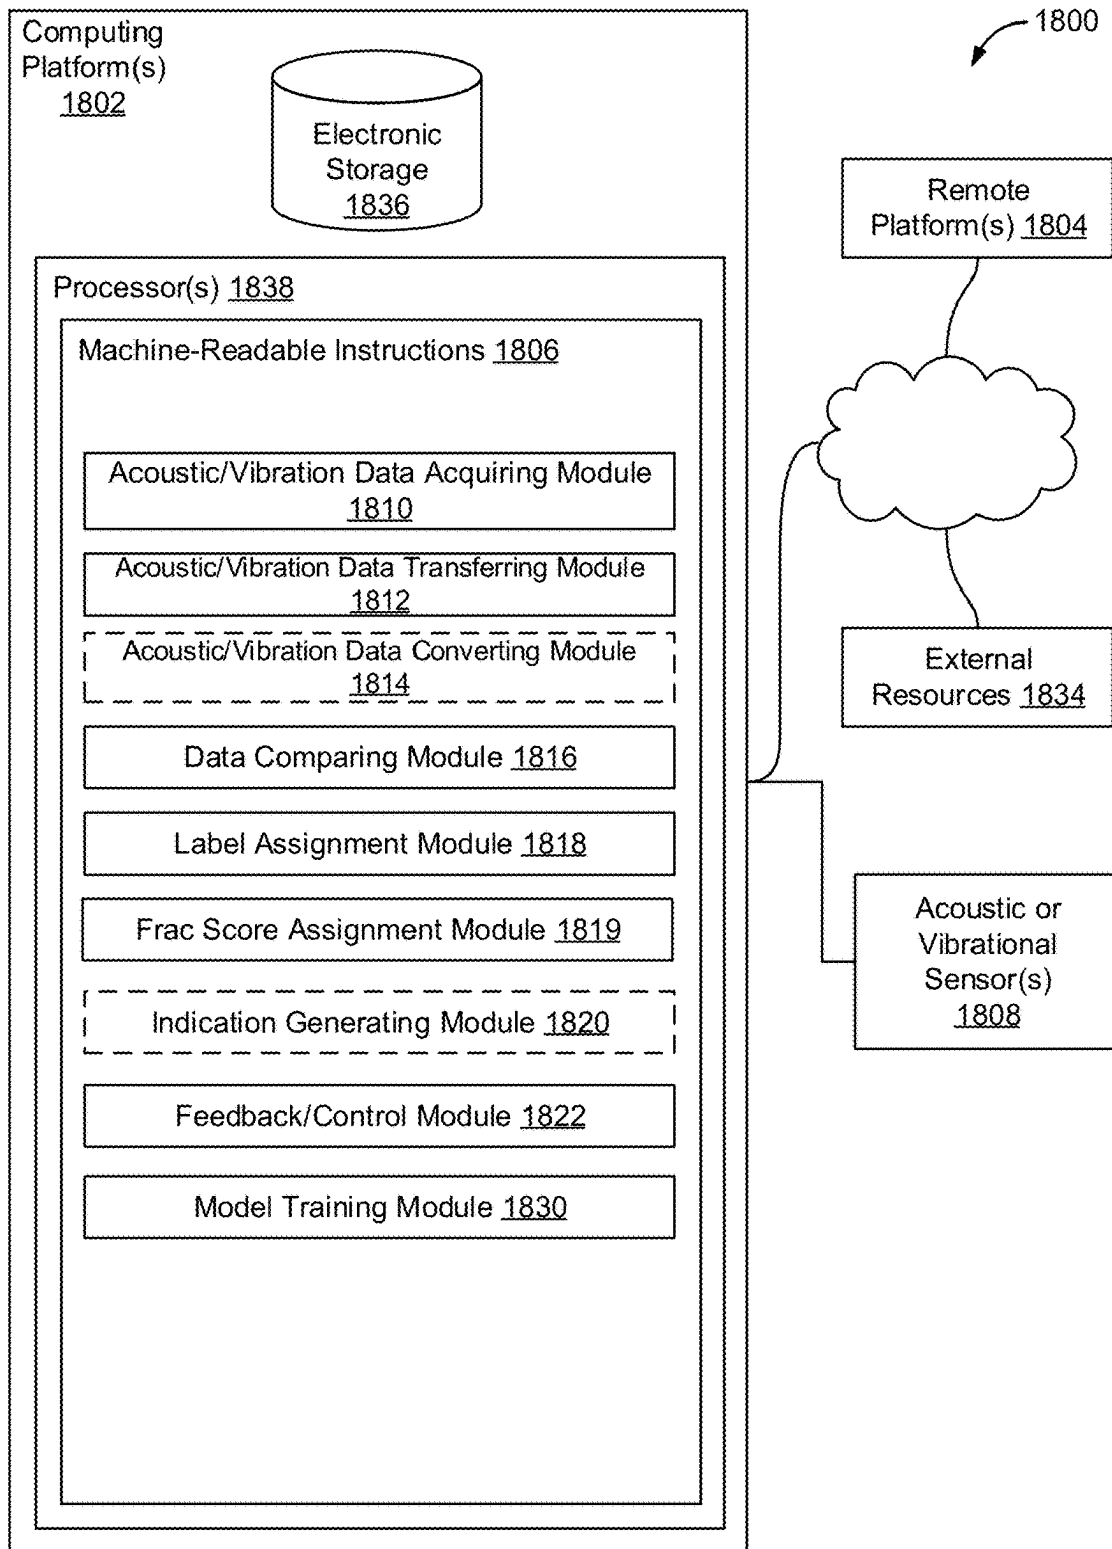 Computing
Platform(s)
1802
1800
Electronic
Storage
1836
Remote
Platform(s) 1804
Processor(s) 1838
Machine-Readable Instructions 1806
Acoustic/Vibration Data Acquiring Module
1810
Acoustic/Vibration Data Transferring Module
1812
Acoustic/Vibration Data Converting Module
1814
External
Resources 1834
Data Comparing Module 1816
Label Assignment Module 1818
Frac Score Assignment Module 1819
Acoustic or
Vibrational
Sensor(s)
1808
Indication Generating Module 1820
Feedback/Control Module 1822
Model Training Module 1830